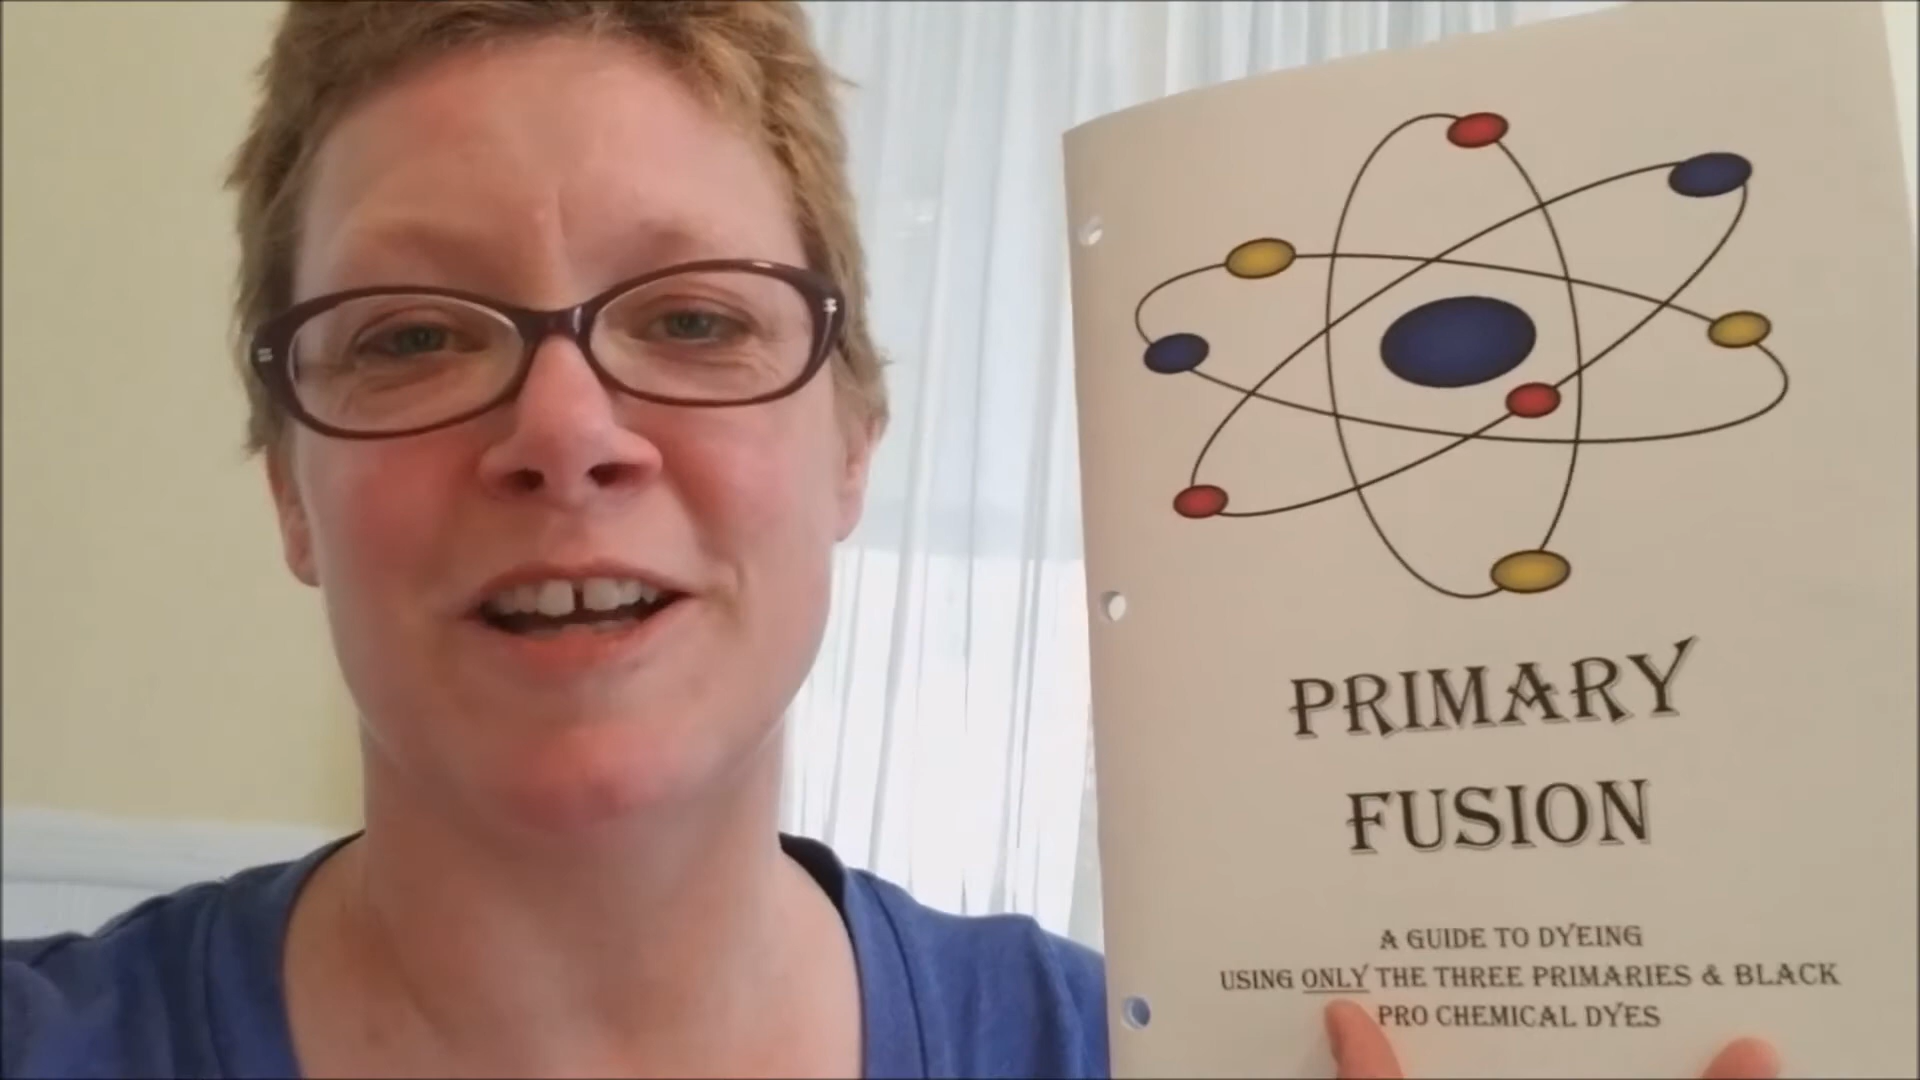 PRIMARY
FUSION
A GUIDE TO DYEING
USING ONLY THE THREE PRIMARIES & BLACK
PRO CHEMICAL DYES